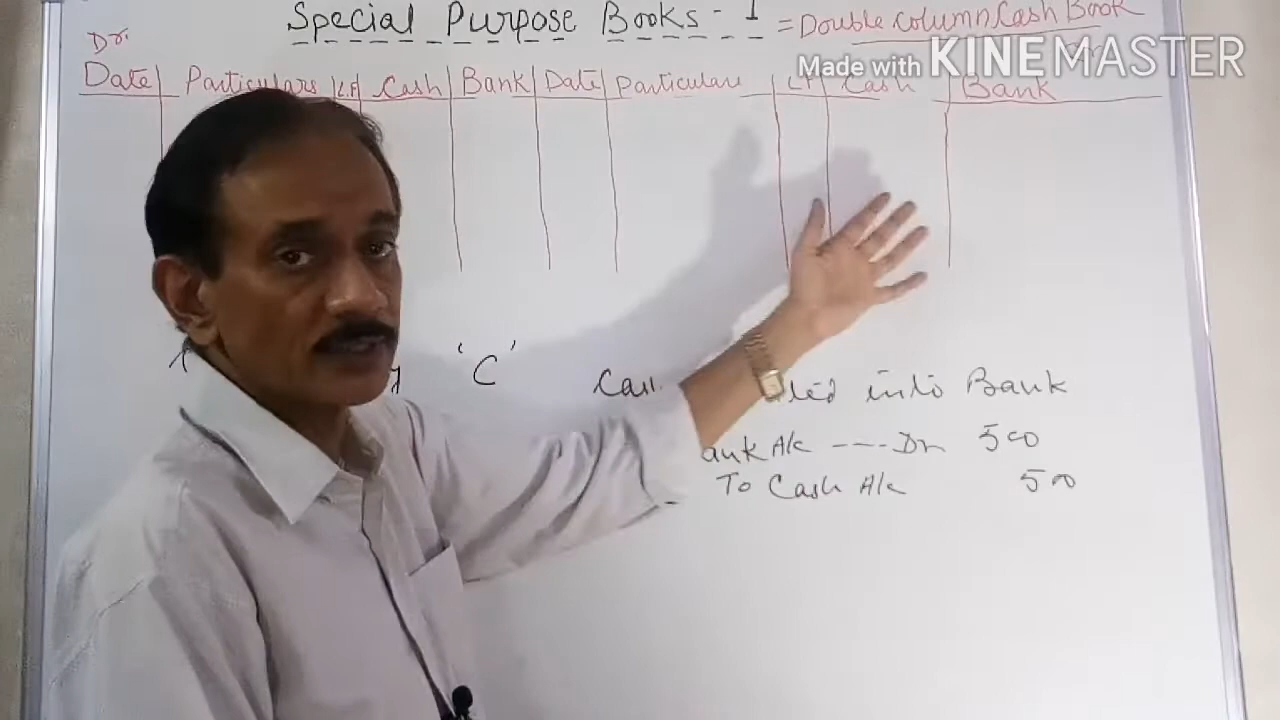 Special Purpose Books - I = Double column Cash Book
Made with KINEMASTER
Dr.
Date Particulars L.F Cash Bank Date Particulars L.F Cash Bank
'C' into Bank
A/c ---- Dr 500
To Cash A/c 500